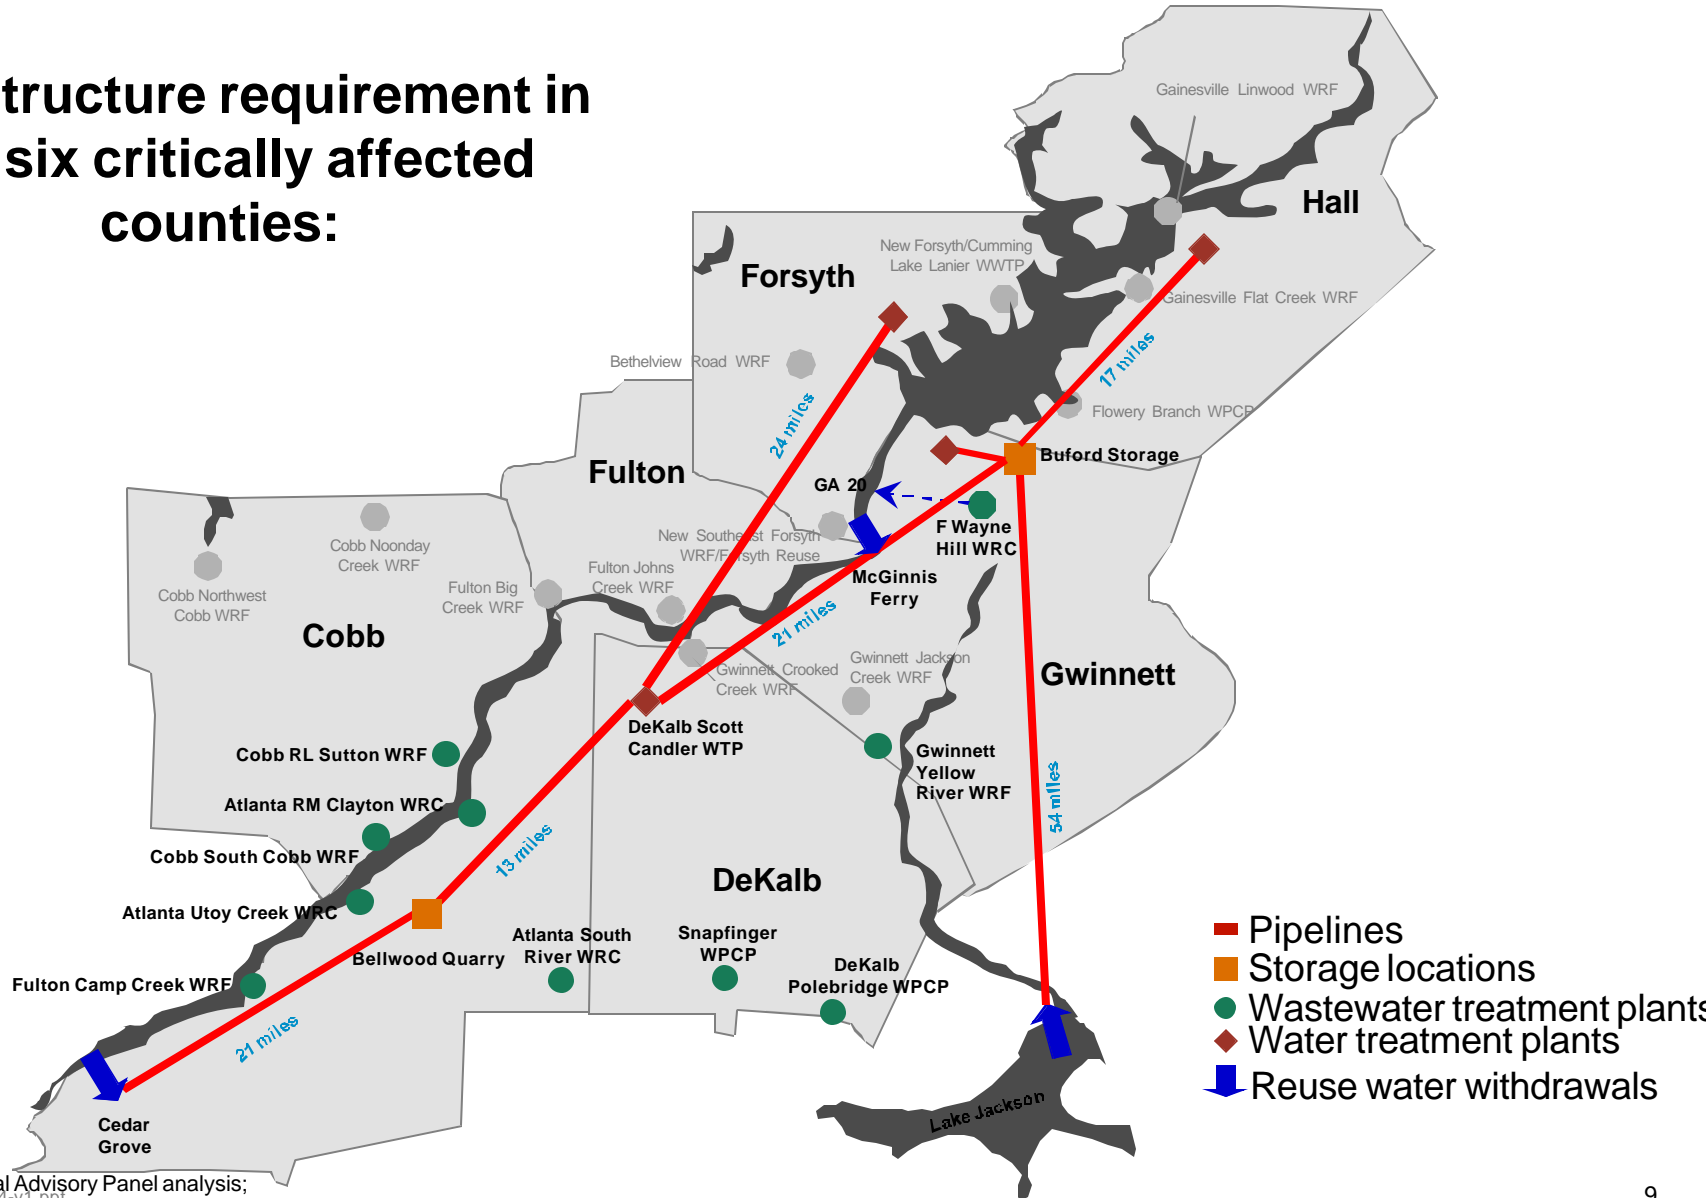 tructure requirement in
six critically affected
counties:
Gainesville Linwood WRF
Hall
New Forsyth/Cumming
Lake Lanier WWTP
Forsyth
Gainesville Flat Creek WRF
Bethelview Road WRF
17 miles
24 miles
Flowery Branch WPCP
Buford Storage
Fulton
GA 20
F Wayne
Hill WRC
New Southeast Forsyth
WRF/Forsyth Reuse
Cobb Noonday
Creek WRF
Cobb Northwest
Cobb WRF
Fulton Big
Creek WRF
Fulton Johns
Creek WRF
McGinnis
Ferry
21 miles
Cobb
Gwinnett Crooked
Creek WRF
Gwinnett Jackson
Creek WRF
Gwinnett
DeKalb Scott
Candler WTP
Cobb RL Sutton WRF
Gwinnett
Yellow
River WRF
54 miles
Atlanta RM Clayton WRC
13 miles
Cobb South Cobb WRF
DeKalb
Atlanta Utoy Creek WRC
Bellwood Quarry
Atlanta South
River WRC
Snapfinger
WPCP
DeKalb
Polebridge WPCP
Fulton Camp Creek WRF
21 miles
Pipelines
Storage locations
Wastewater treatment plants
Water treatment plants
Reuse water withdrawals
Lake Jackson
Cedar
Grove
al Advisory Panel analysis;
4-v1.ppt
9